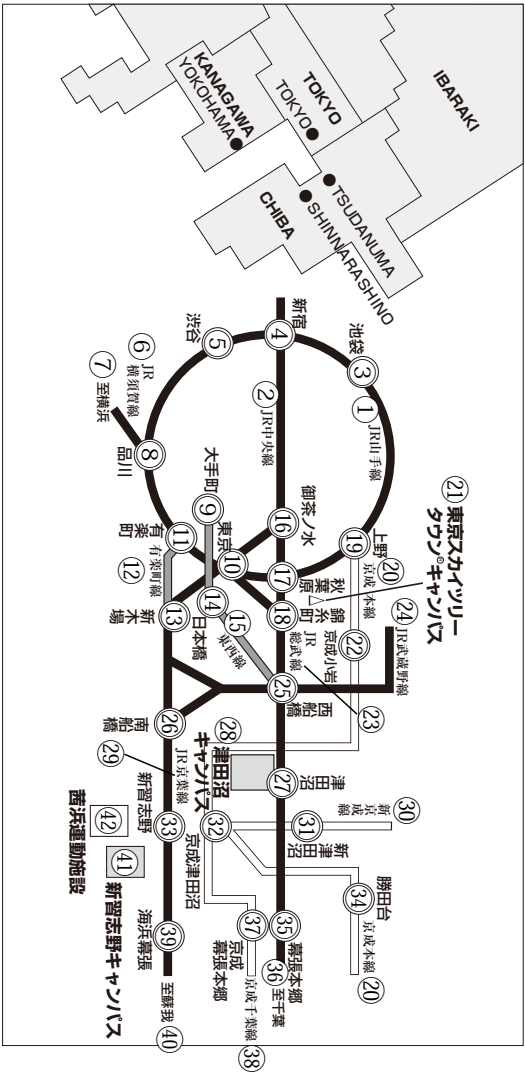 IBARAKI
TOKYO
TOKYO
KANAGAWA
YOKOHAMA
CHIBA
TSUDANUMA
SHINNARASHINO
① JR山手線
② JR中央線
③ 池袋
④ 新宿
⑤ 渋谷
⑥ JR
横須賀線
⑦ 至横浜
⑧ 品川
⑨ 大手町
⑩ 東京
⑪ 有楽町
⑫ 有楽町線
⑬ 新木場
⑭ 日本橋
⑮ 東西線
⑯ 御茶ノ水
⑰ 秋葉原
⑱ 錦糸町
⑲ 上野
⑳ 京成本線
㉑ 東京スカイツリー
タウン®キャンパス
㉒ 京成小岩
㉓ JR
総武線
㉔ JR武蔵野線
㉕ 西船橋
㉖ 南船橋
㉗ 津田沼
㉘ 津田沼
キャンパス
㉙ JR京葉線
㉚ 新京成線
㉛ 新津田沼
㉜ 京成津田沼
㉝ 新習志野
㉞ 勝田台
京成本線 ⑳
㉟ 幕張本郷
㊱ 至千葉
㊲ 京成
幕張本郷
㊳ 京成千葉線
㊴ 海浜幕張
㊵ 至蘇我
㊶ 新習志野キャンパス
㊷ 茜浜運動施設